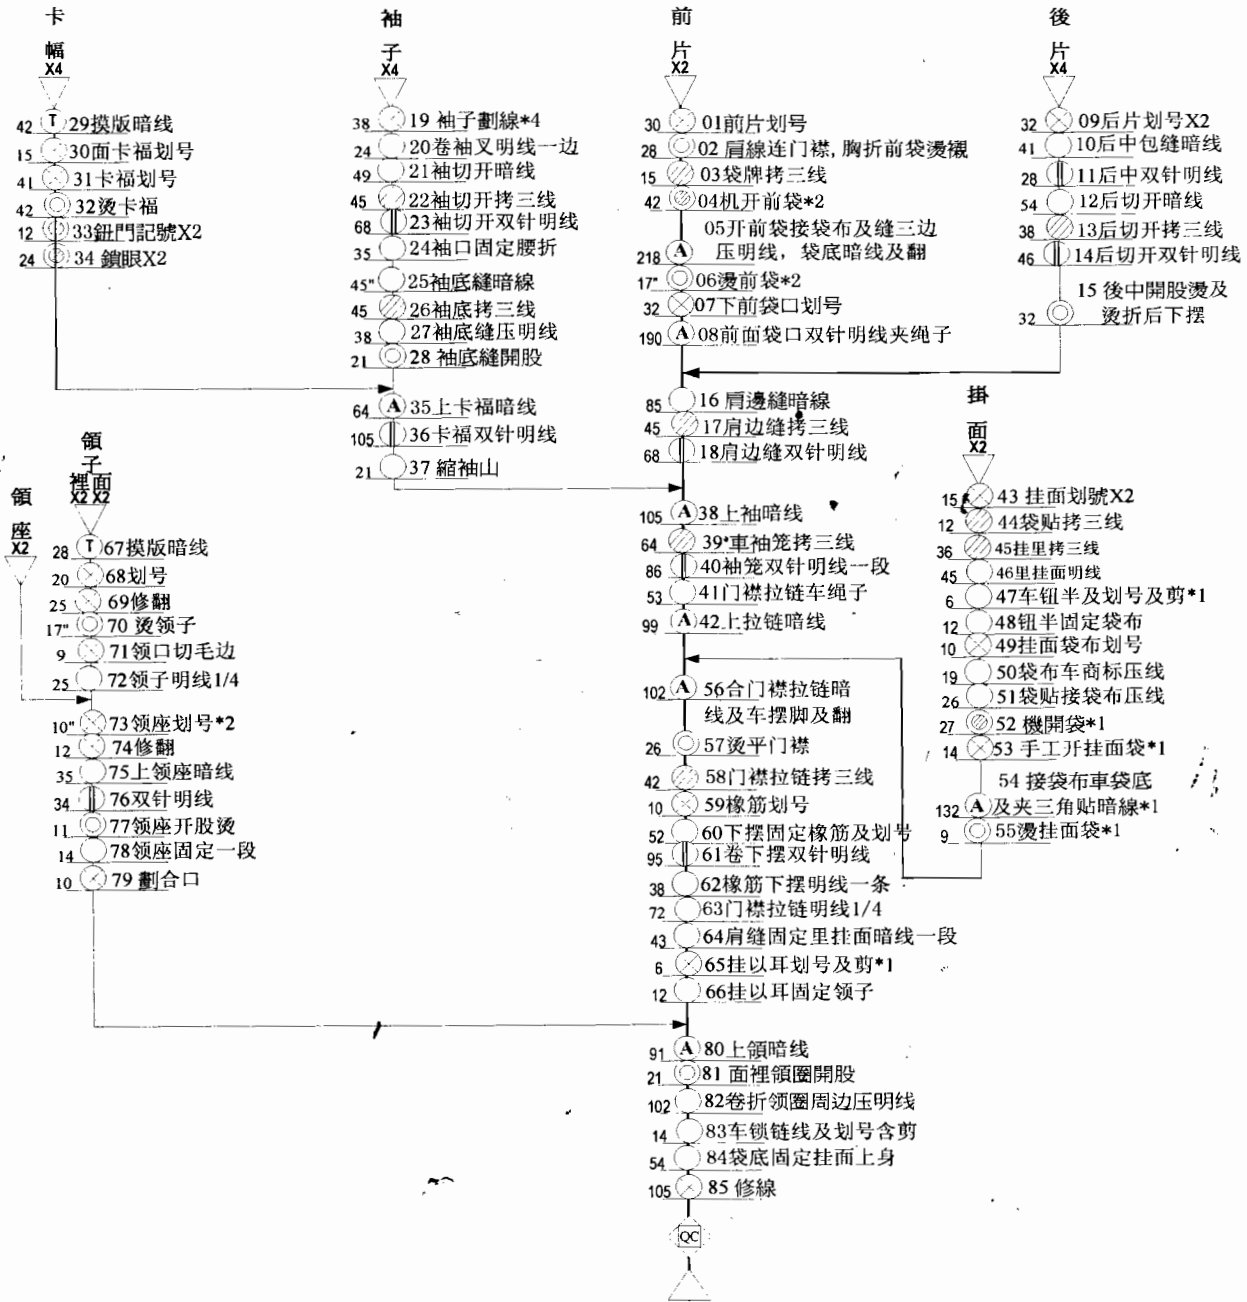 卡幅
X4
42 T 29摸版暗线
15 30面卡福划号
41 31卡福划号
42 32烫卡福
12 33鈕門記號X2
24 34 鎖眼X2
袖子
X4
38 19 袖子劃線*4
24 20卷袖叉明线一边
49 21袖切开暗线
45 22袖切开拷三线
68 23袖切开双针明线
35 24袖口固定腰折
45" 25袖底縫暗線
45 26袖底拷三线
38 27袖底缝压明线
21 28 袖底縫開股
64 A 35上卡福暗线
105 36卡福双针明线
21 37 縮袖山
前片
X2
30 01前片划号
28 02 肩線连门襟,胸折前袋燙襯
15 03袋牌拷三线
42 04机开前袋*2
05开前袋接袋布及缝三边
218 A 压明线，袋底暗线及翻
17" 06燙前袋*2
32 07下前袋口划号
190 A 08前面袋口双针明线夹绳子
85 16 肩邊縫暗線
45 17肩边缝拷三线
68 18肩边缝双针明线
105 A 38上袖暗线
64 39*車袖笼拷三线
86 40袖笼双针明线一段
53 41门襟拉链车绳子
99 A 42上拉链暗线
102 A 56合门襟拉链暗
线及车摆脚及翻
26 57烫平门襟
42 58门襟拉链拷三线
10 59橡筋划号
52 60下摆固定橡筋及划号
95 61卷下摆双针明线
38 62橡筋下摆明线一条
72 63门襟拉链明线1/4
43 64肩缝固定里挂面暗线一段
6 65挂以耳划号及剪*1
12 66挂以耳固定领子
91 A 80上領暗线
21 81 面裡領圈開股
102 82卷折领圈周边压明线
14 83车锁链线及划号含剪
54 84袋底固定挂面上身
105 85 修線
QC
後片
X4
32 09后片划号X2
41 10后中包缝暗线
28 11后中双针明线
54 12后切开暗线
38 13后切开拷三线
46 14后切开双针明线
15 後中開股燙及
32 烫折后下摆
掛面
X2
15 43 挂面划號X2
12 44袋贴拷三线
36 45挂里拷三线
45 46里挂面明线
6 47车钮半及划号及剪*1
12 48钮半固定袋布
10 49挂面袋布划号
19 50袋布车商标压线
26 51袋贴接袋布压线
27 52 機開袋*1
14 53 手工开挂面袋*1
54 接袋布車袋底
132 A 及夹三角贴暗線*1
9 55燙挂面袋*1
領座
X2
領子
裡面
X2 X2
28 T 67摸版暗线
20 68划号
25 69修翻
17" 70 烫领子
9 71领口切毛边
25 72领子明线1/4
10" 73领座划号*2
12 74修翻
35 75上领座暗线
34 76双针明线
11 77领座开股烫
14 78领座固定一段
10 79 劃合口